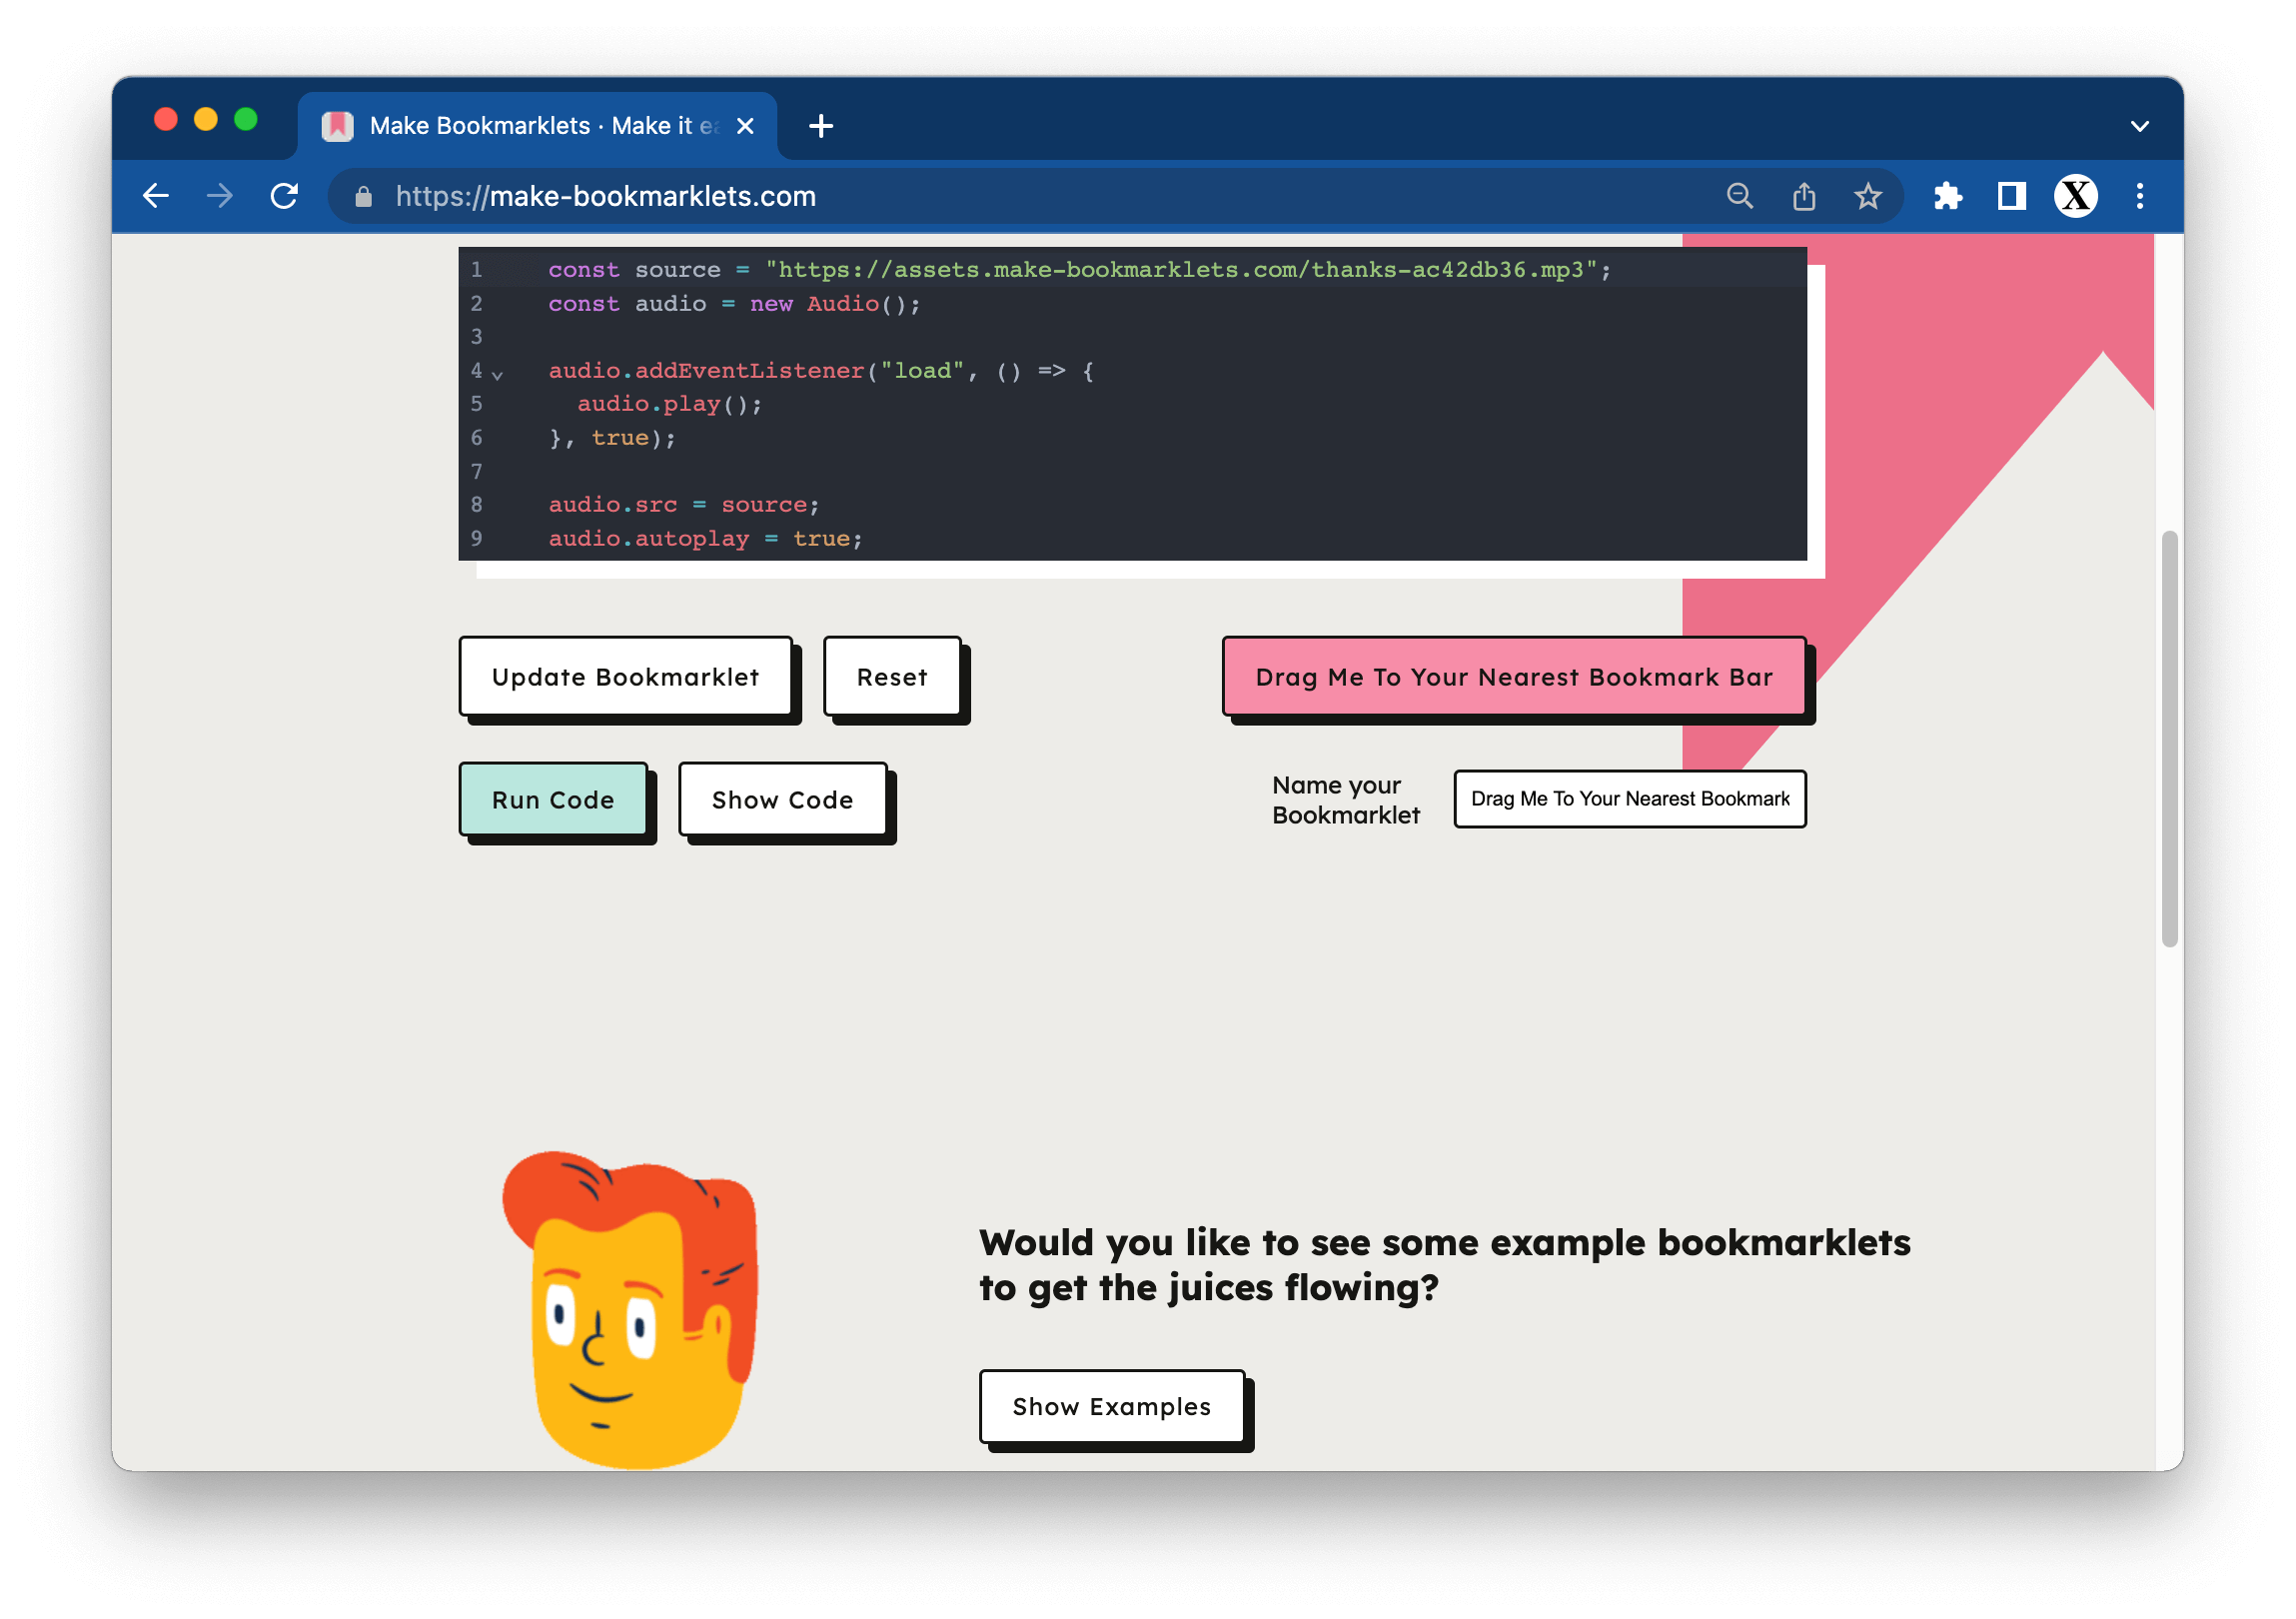 Make Bookmarklets · Make it ea
https://make-bookmarklets.com
1 const source = "https://assets.make-bookmarklets.com/thanks-ac42db36.mp3";
2 const audio = new Audio();
3
4 audio.addEventListener("load", () => {
5 audio.play();
6 }, true);
7
8 audio.src = source;
9 audio.autoplay = true;
Update Bookmarklet
Reset
Drag Me To Your Nearest Bookmark Bar
Run Code
Show Code
Name your
Bookmarklet
Drag Me To Your Nearest Bookmark
Would you like to see some example bookmarklets
to get the juices flowing?
Show Examples
X